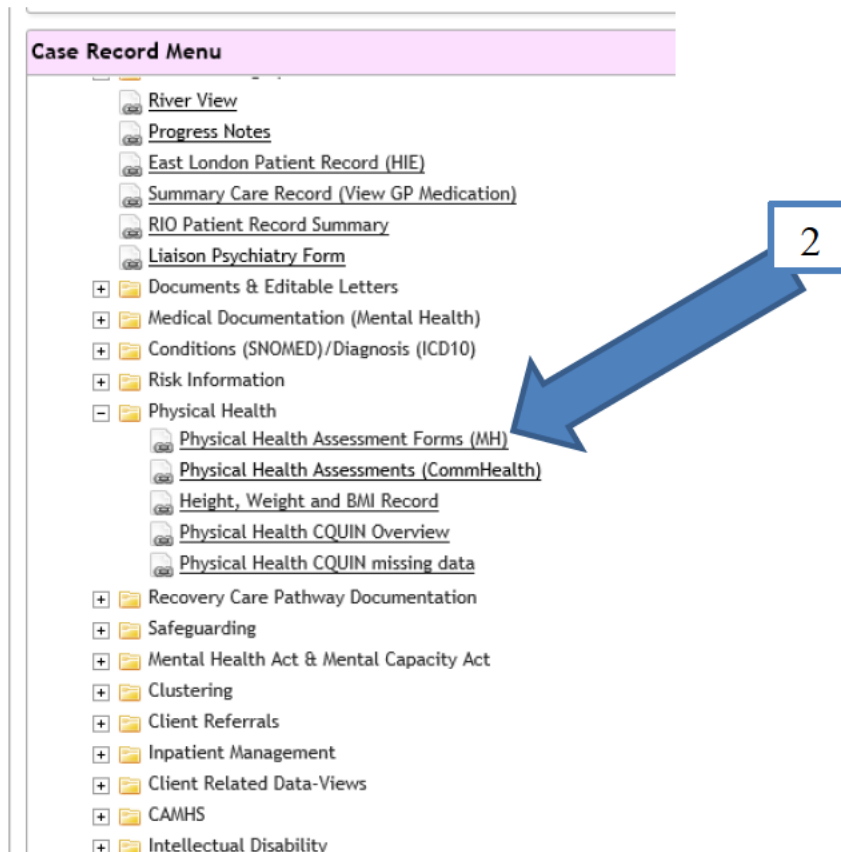 Case Record Menu
River View
Progress Notes
East London Patient Record (HIE)
Summary Care Record (View GP Medication)
RIO Patient Record Summary
2
Liaison Psychiatry Form
Documents & Editable Letters
Medical Documentation (Mental Health)
Conditions (SNOMED)/Diagnosis (ICD10)
Risk Information
Physical Health
Physical Health Assessment Forms (MH)
Physical Health Assessments (CommHealth)
Height, Weight and BMI Record
Physical Health CQUIN Overview
Physical Health CQUIN missing data
Recovery Care Pathway Documentation
Safeguarding
Mental Health Act & Mental Capacity Act
Clustering
Client Referrals
Inpatient Management
Client Related Data-Views
CAMHS
Intellectual Disability